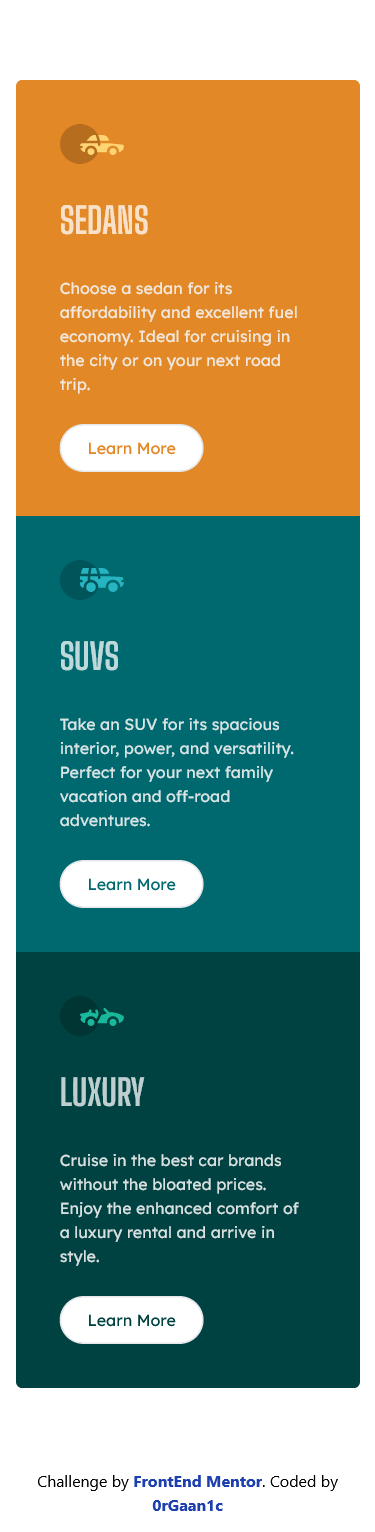 SEDANS
Choose a sedan for its
affordability and excellent fuel
economy. Ideal for cruising in
the city or on your next road
trip.
Learn More
SUVS
Take an SUV for its spacious
interior, power, and versatility.
Perfect for your next family
vacation and off-road
adventures.
Learn More
LUXURY
Cruise in the best car brands
without the bloated prices.
Enjoy the enhanced comfort of
a luxury rental and arrive in
style.
Learn More
Challenge by FrontEnd Mentor. Coded by
0rGaan1c